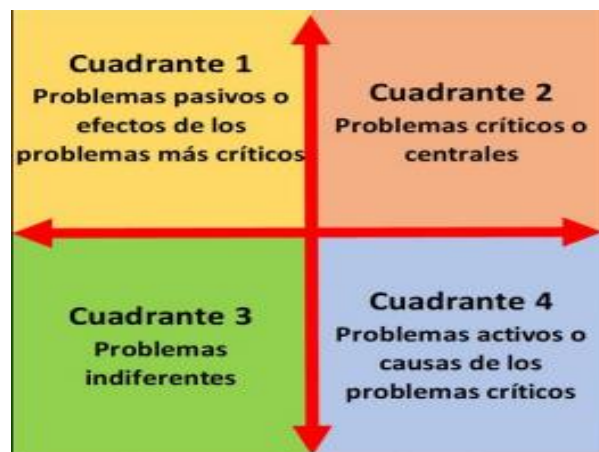 Cuadrante 1
Problemas pasivos o
efectos de los
problemas más críticos
Cuadrante 2
Problemas críticos o
centrales
Cuadrante 3
Problemas
indiferentes
Cuadrante 4
Problemas activos o
causas de los
problemas críticos